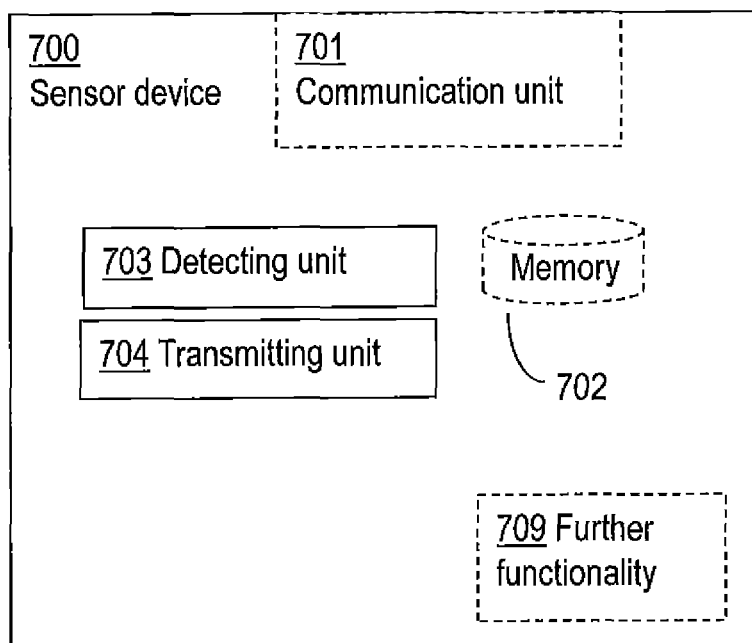 700
Sensor device
701
Communication unit
703 Detecting unit
Memory
704 Transmitting unit
702
709 Further
functionality